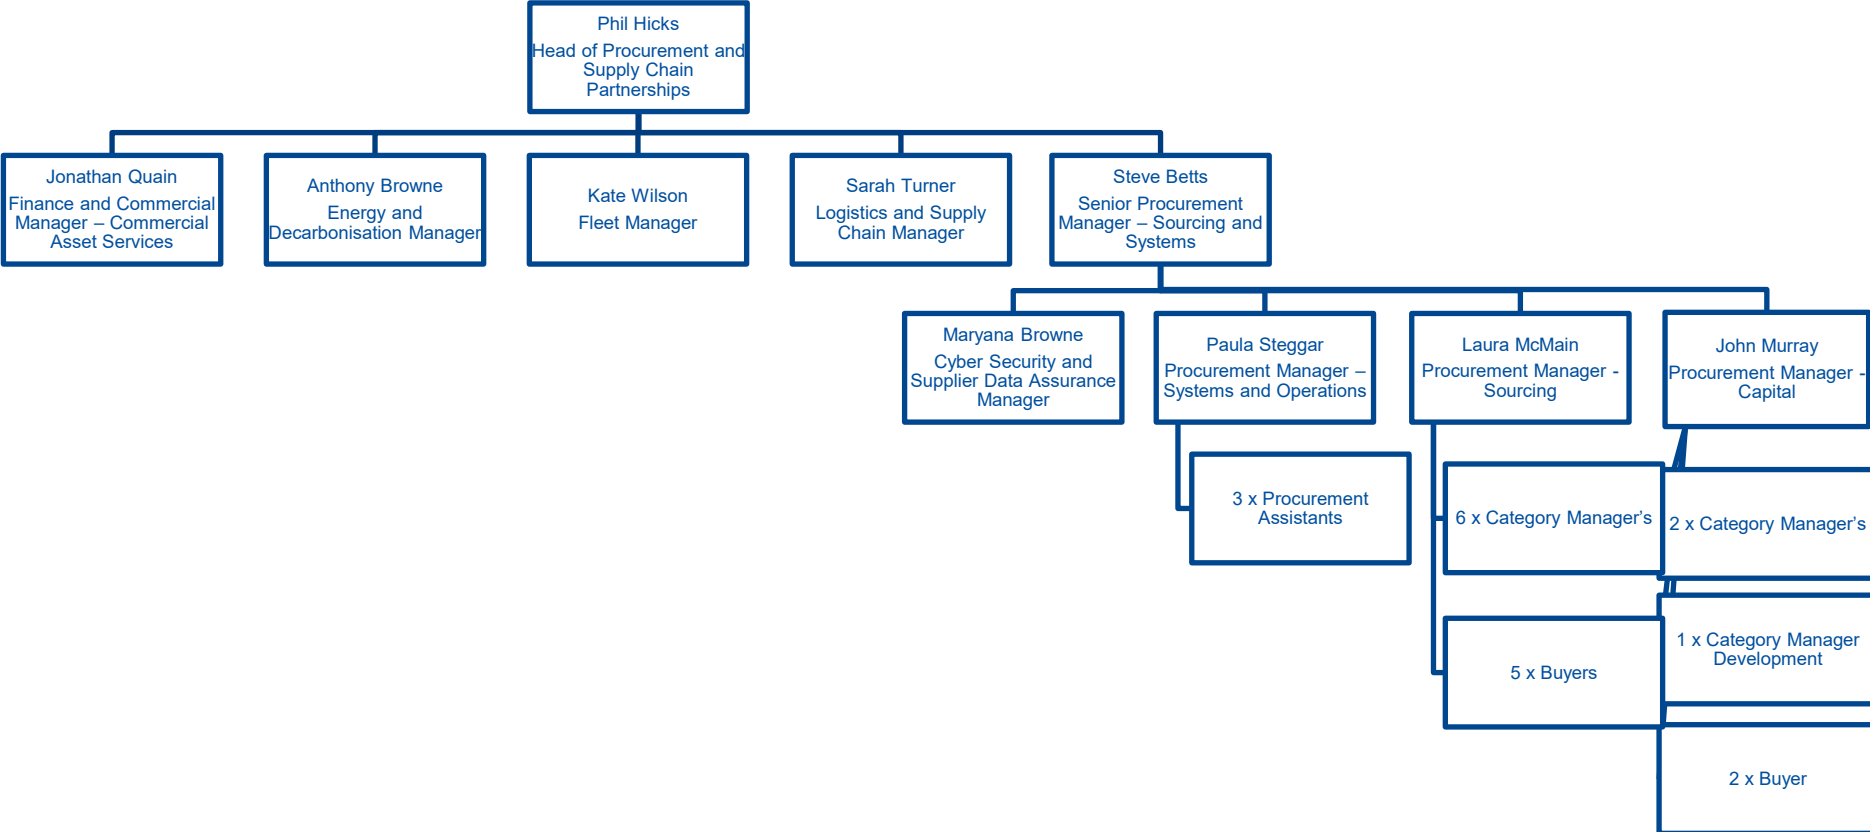 Phil Hicks
Head of Procurement and
Supply Chain
Partnerships
Jonathan Quain
Finance and Commercial
Manager – Commercial
Asset Services
Anthony Browne
Energy and
Decarbonisation Manager
Kate Wilson
Fleet Manager
Sarah Turner
Logistics and Supply
Chain Manager
Steve Betts
Senior Procurement
Manager – Sourcing and
Systems
Maryana Browne
Cyber Security and
Supplier Data Assurance
Manager
Paula Steggar
Procurement Manager –
Systems and Operations
Laura McMain
Procurement Manager -
Sourcing
John Murray
Procurement Manager -
Capital
3 x Procurement
Assistants
6 x Category Manager’s
2 x Category Manager’s
5 x Buyers
1 x Category Manager
Development
2 x Buyer